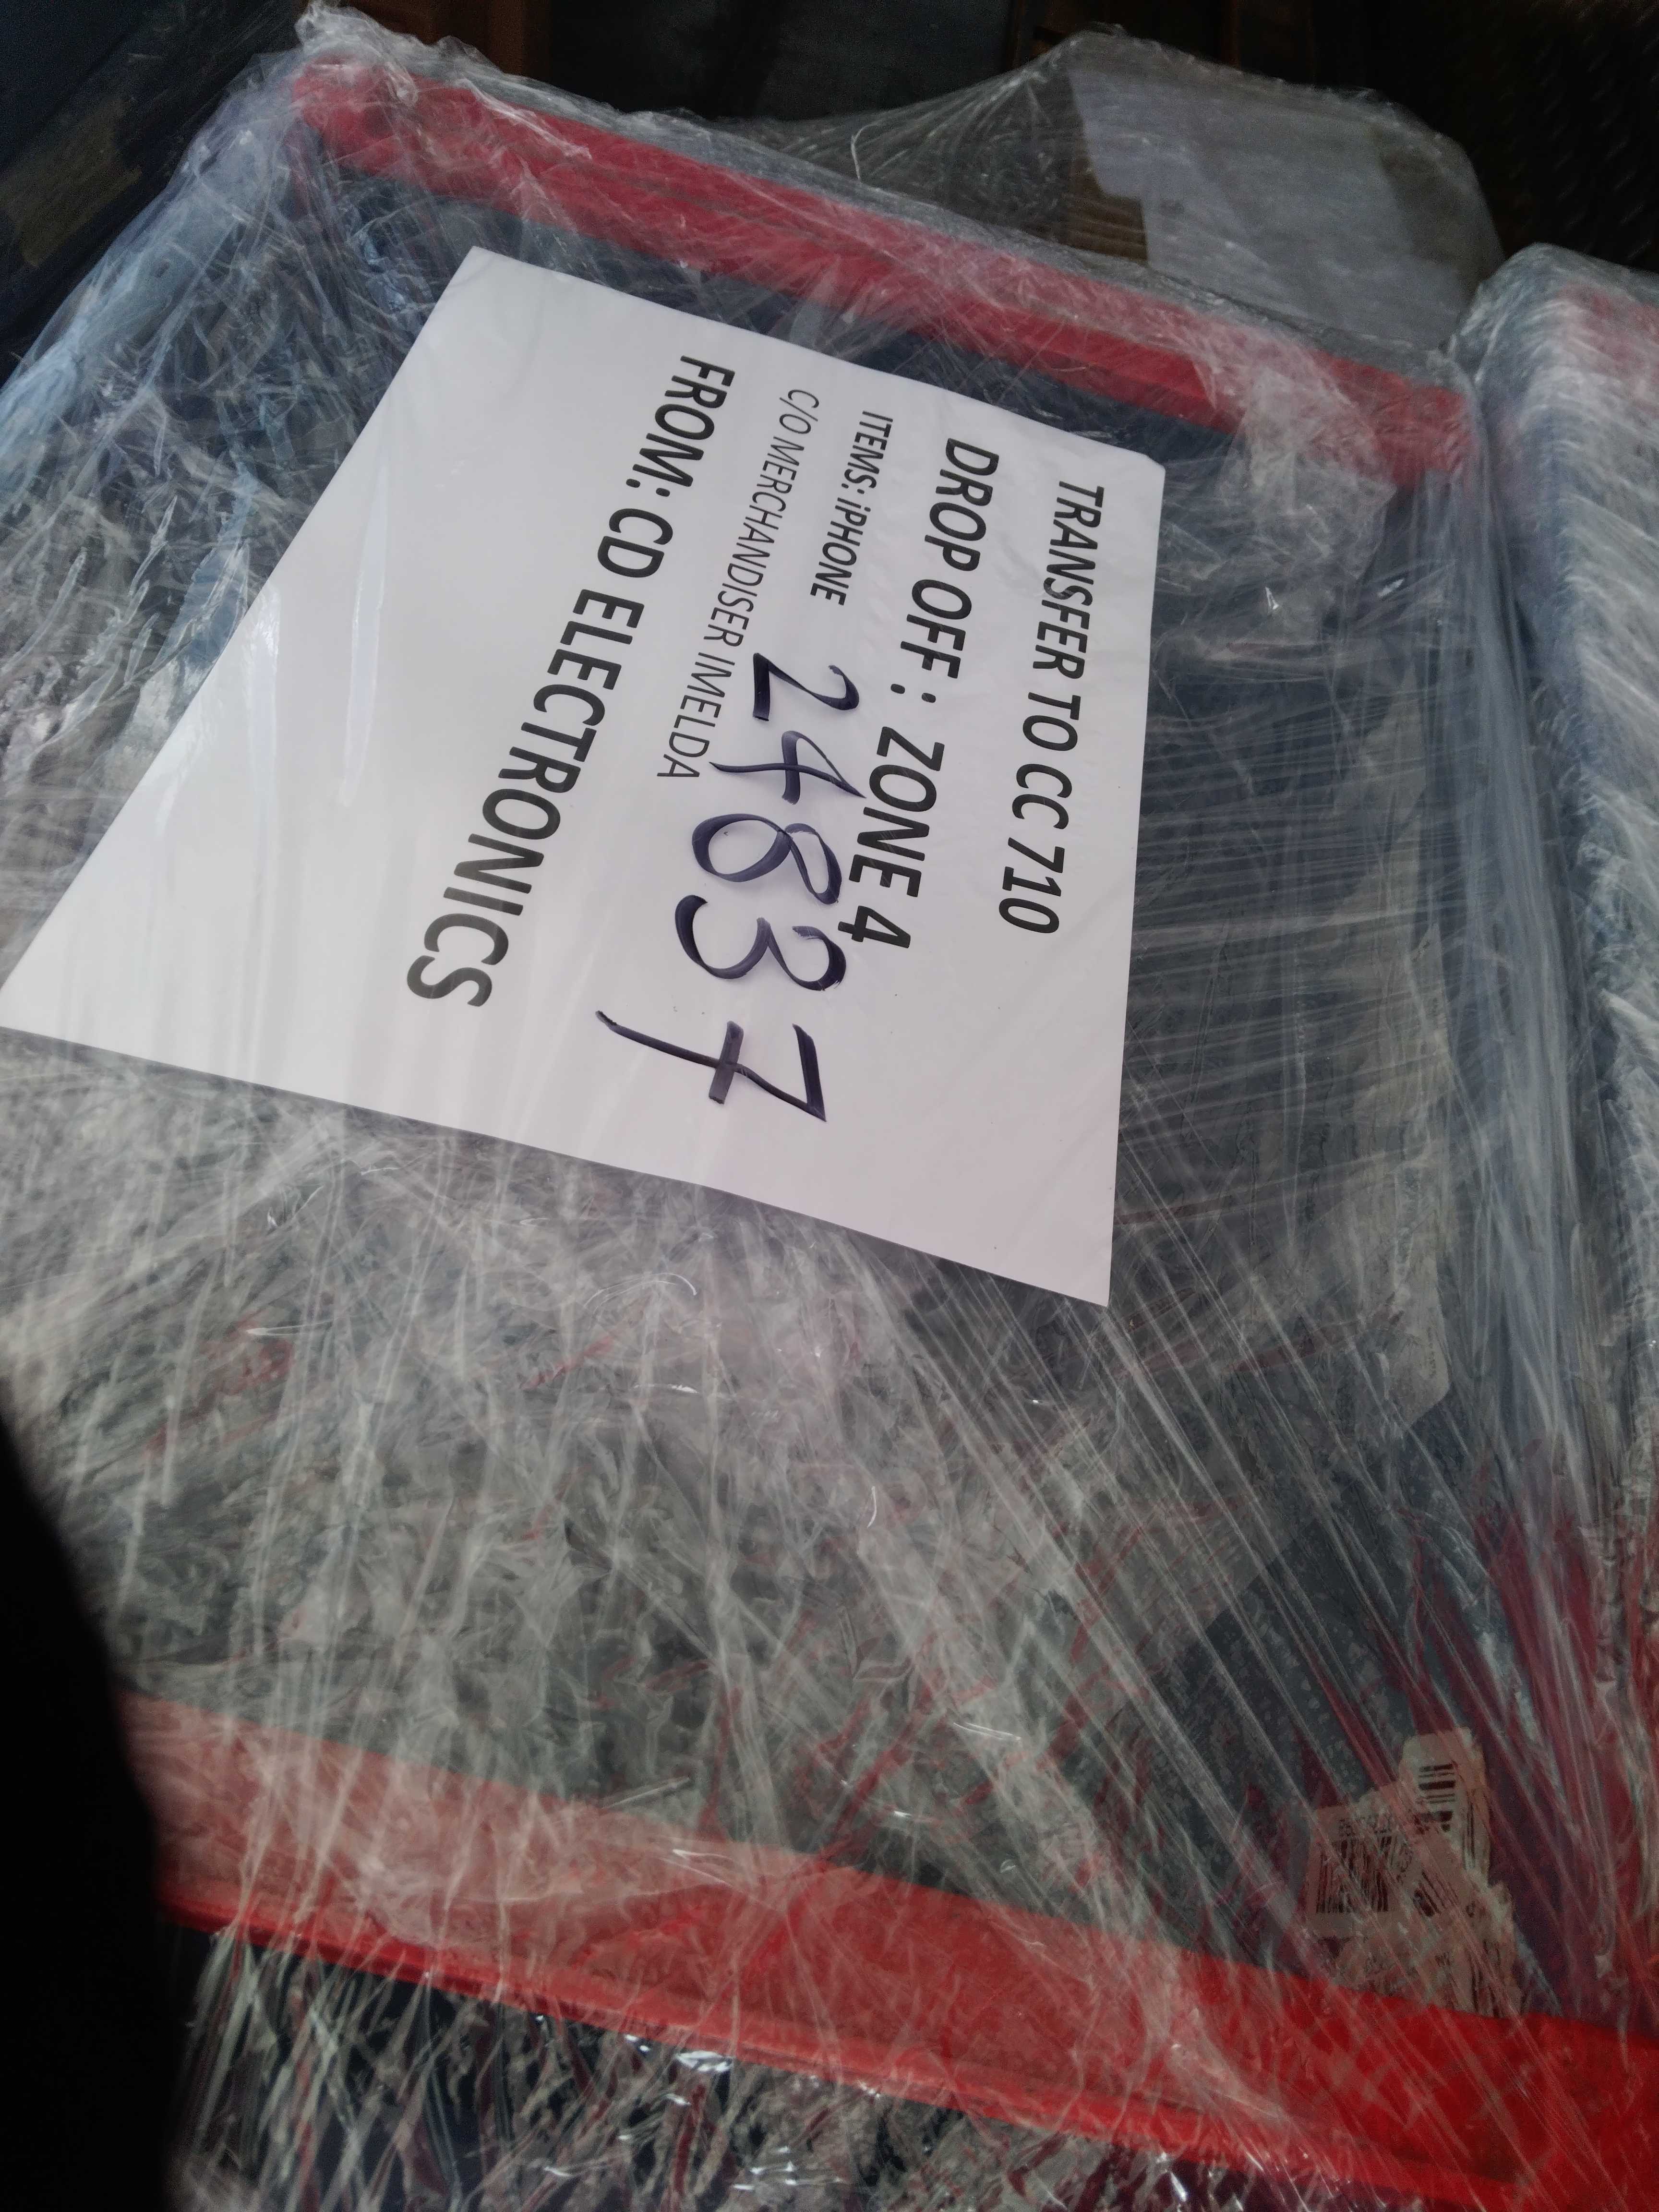 TRANSFER TO CC 710
DROP OFF : ZONE 4
ITEMS: iPHONE
24837
C/O MERCHANDISER IMELDA
FROM: CD ELECTRONICS